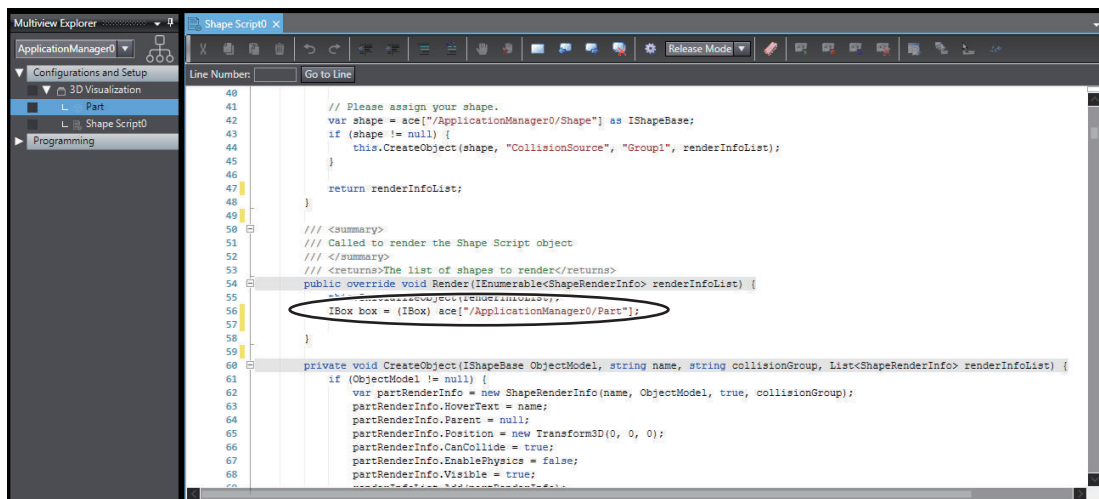 Multiview Explorer
Shape Script0
ApplicationManager0
Release Mode
Configurations and Setup
Line Number:
Go to Line
3D Visualization
Part
Shape Script0
Programming
40
41 // Please assign your shape.
42 var shape = ace["/ApplicationManager0/Shape"] as IShapeBase;
43 if (shape != null) {
44 this.CreateObject(shape, "CollisionSource", "Group1", renderInfoList);
45 }
46
47 return renderInfoList;
48 }
49
50 /// <summary>
51 /// Called to render the Shape Script object
52 /// </summary>
53 /// <returns>The list of shapes to render</returns>
54 public override void Render(IEnumerable<ShapeRenderInfo> renderInfoList) {
55 this.InitializeObject(renderInfoList);
56 IBox box = (IBox) ace["/ApplicationManager0/Part"];
57
58 }
59
60 private void CreateObject(IShapeBase ObjectModel, string name, string collisionGroup, List<ShapeRenderInfo> renderInfoList) {
61 if (ObjectModel != null) {
62 var partRenderInfo = new ShapeRenderInfo(name, ObjectModel, true, collisionGroup);
63 partRenderInfo.HoverText = name;
64 partRenderInfo.Parent = null;
65 partRenderInfo.Position = new Transform3D(0, 0, 0);
66 partRenderInfo.CanCollide = true;
67 partRenderInfo.EnablePhysics = false;
68 partRenderInfo.Visible = true;